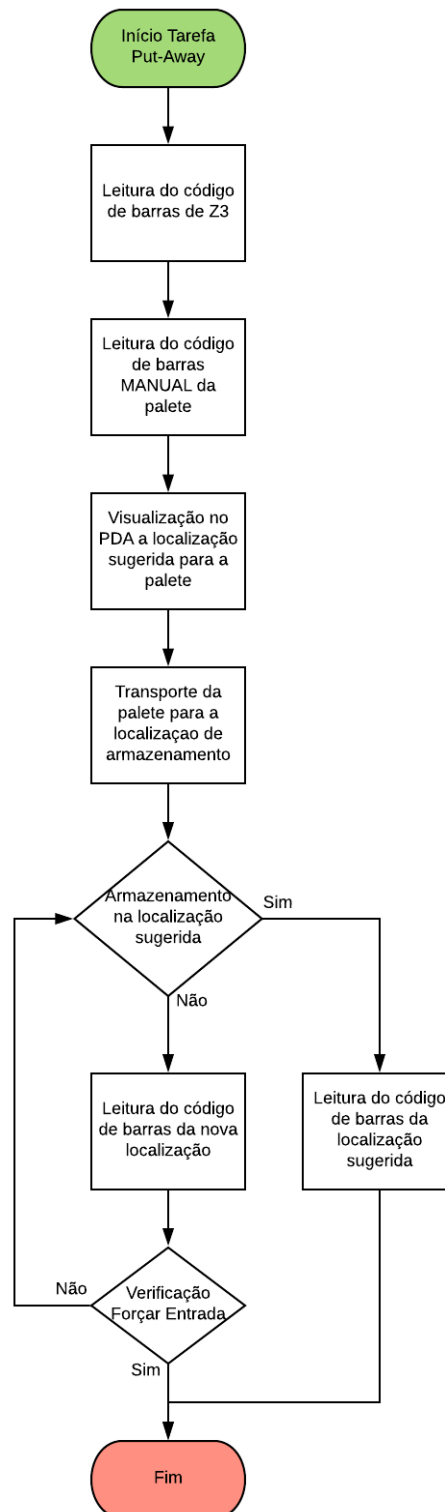 Início Tarefa
Put-Away
Leitura do código
de barras de Z3
Leitura do código
de barras
MANUAL da
palete
Visualização no
PDA a localização
sugerida para a
palete
Transporte da
palete para a
localizaçao de
armazenamento
Armazenamento
na localização
sugerida
Sim
Não
Leitura do código
de barras da nova
localização
Leitura do código
de barras da
localização
sugerida
Não
Verificação
Forçar Entrada
Sim
Fim